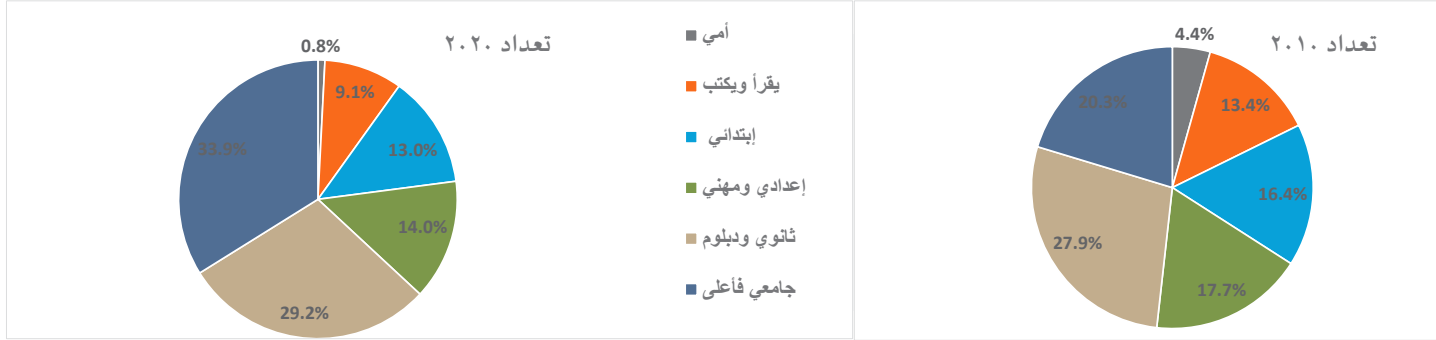 تعداد ٢٠١٠
4.4%
13.4%
16.4%
17.7%
27.9%
20.3%
أمي
يقرأ ويكتب
إبتدائي
إعدادي ومهني
ثانوي ودبلوم
جامعي فأعلى
تعداد ٢٠٢٠
0.8%
9.1%
13.0%
14.0%
29.2%
33.9%